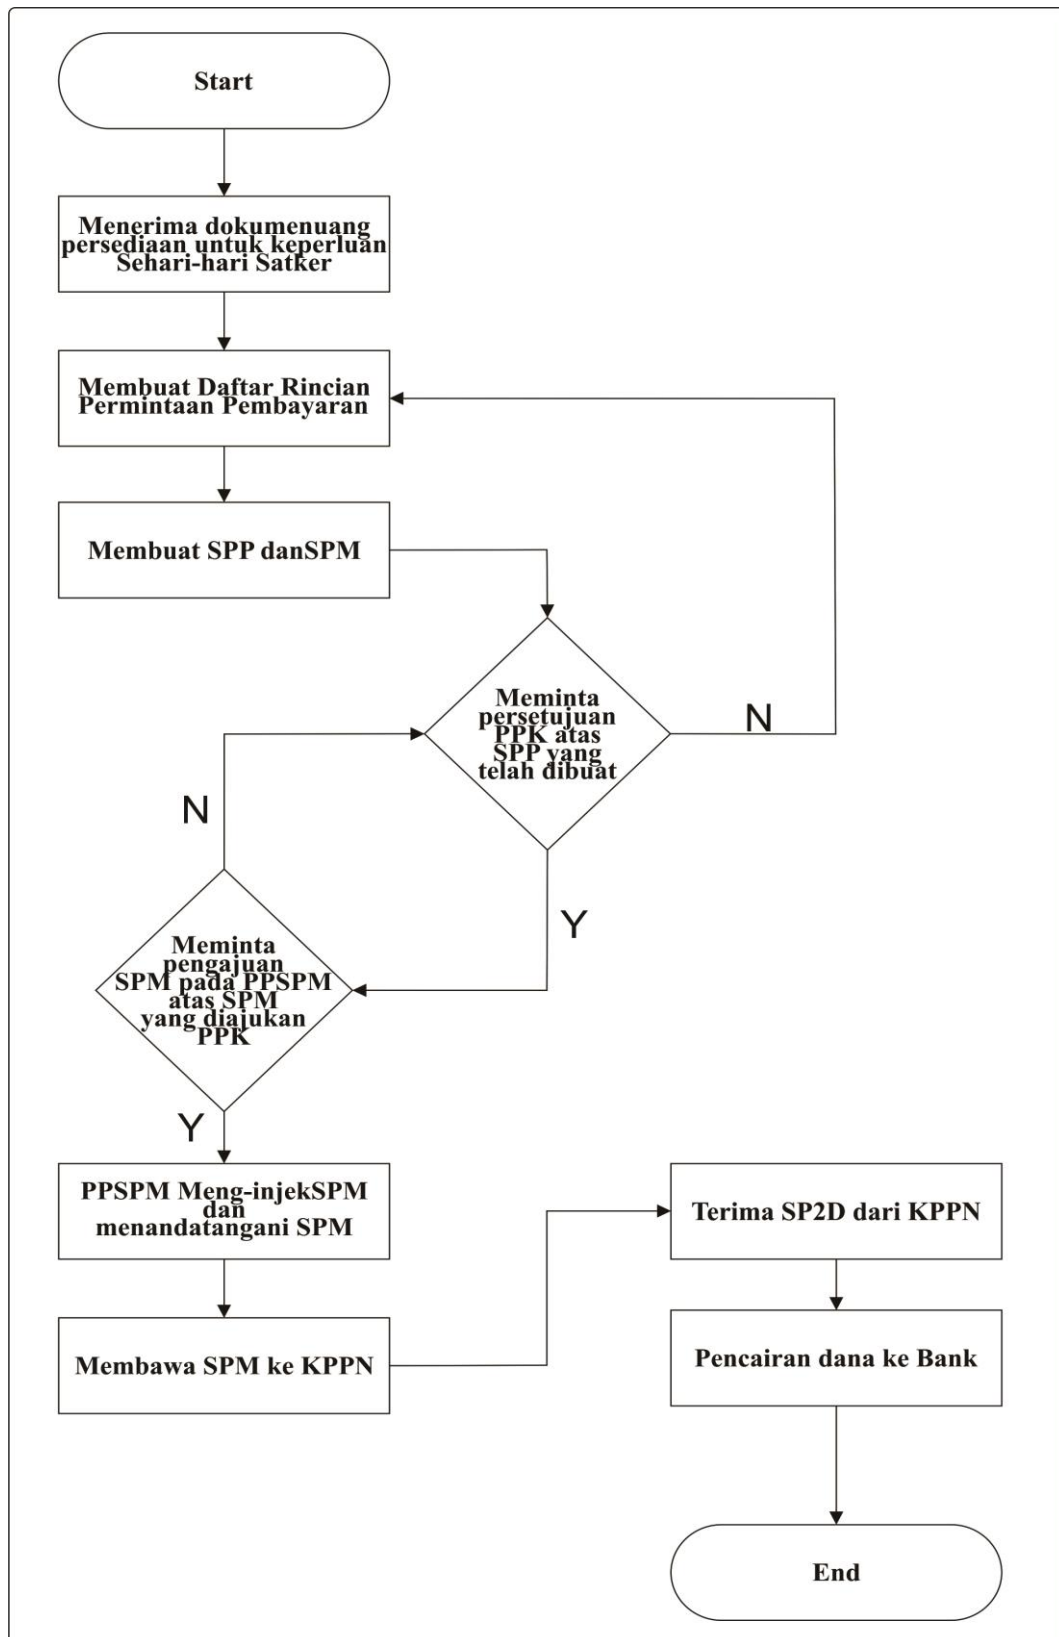 Start
Menerima dokumenuang
persediaan untuk keperluan
Sehari-hari Satker
Membuat Daftar Rincian
Permintaan Pembayaran
Membuat SPP danSPM
Meminta
persetujuan
PPK atas
SPP yang
telah dibuat
N
N
Y
Meminta
pengajuan
SPM pada PPSPM
atas SPM
yang diajukan
PPK
Y
PPSPM Meng-injekSPM
dan
menandatangani SPM
Membawa SPM ke KPPN
Terima SP2D dari KPPN
Pencairan dana ke Bank
End